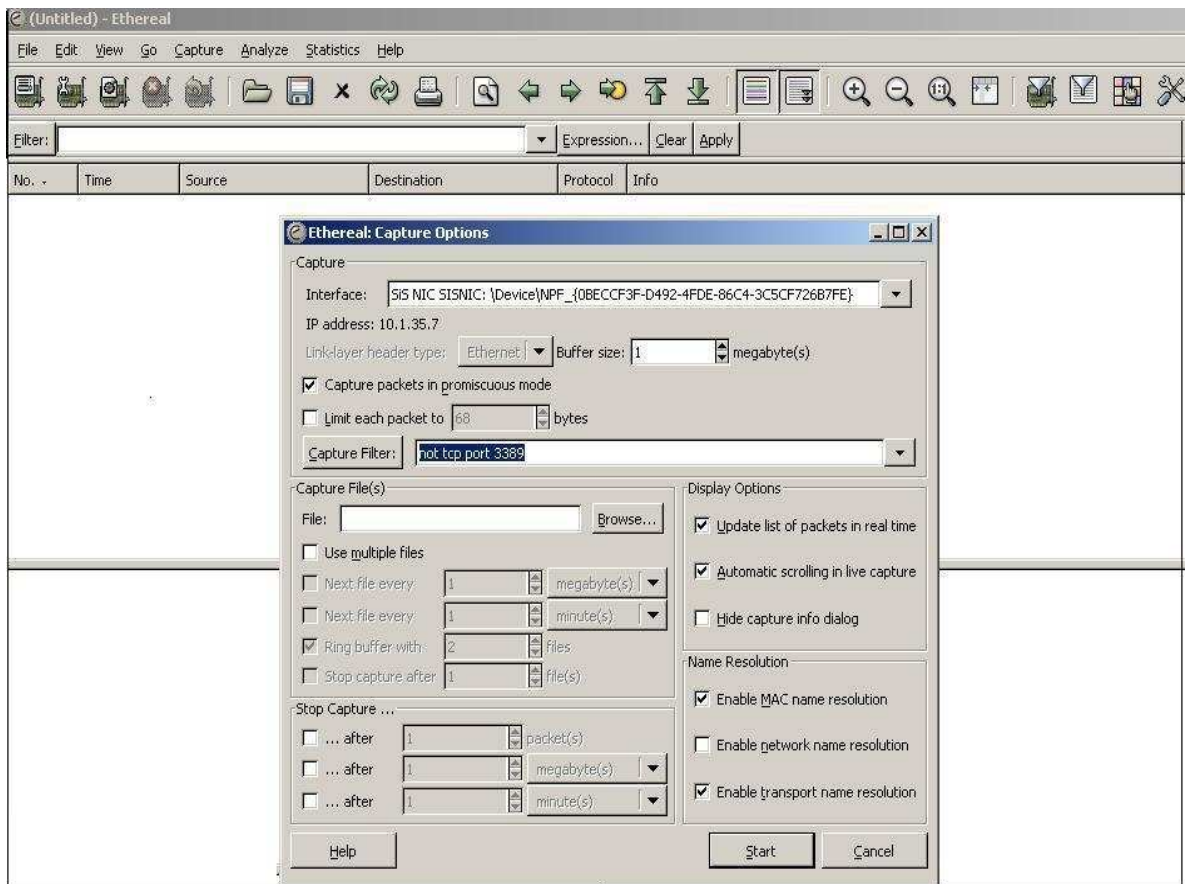 (Untitled) - Ethereal
File Edit View Go Capture Analyze Statistics Help
Filter: Expression... Clear Apply
No. - Time Source Destination Protocol Info
Ethereal: Capture Options
Capture
Interface: SiS NIC SISNIC: \Device\NPF_{0BECCF3F-D492-4FDE-86C4-3C5CF726B7FE}
IP address: 10.1.35.7
Link-layer header type: Ethernet Buffer size: 1 megabyte(s)
Capture packets in promiscuous mode
Limit each packet to 68 bytes
Capture Filter: not tcp port 3389
Capture File(s)
File: Browse...
Use multiple files
Next file every 1 megabyte(s)
Next file every 1 minute(s)
Ring buffer with 2 files
Stop capture after 1 file(s)
Stop Capture ...
... after 1 packet(s)
... after 1 megabyte(s)
... after 1 minute(s)
Display Options
Update list of packets in real time
Automatic scrolling in live capture
Hide capture info dialog
Name Resolution
Enable MAC name resolution
Enable network name resolution
Enable transport name resolution
Help Start Cancel